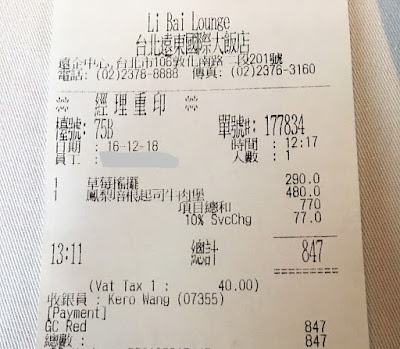 Li Bai Lounge
台北遠東國際大飯店
遠企中心, 台北市106敦化南路二段201號
電話: (02)2378-8888 傳真: (02)2376-3160
經理重印
檯號: 75B 單號#: 177834
日期 : 16-12-18 時間 : 12:17
員工 : 人數 : 1
1 草莓搖擺 290.0
1 鳳梨培根起司牛肉堡 480.0
項目總和 770
10% SvcChg 77.0
13:11 總計 847
(Vat Tax 1 : 40.00)
收銀員 : Kero Wang (07355)
[Payment]
GC Red 847
總數 : 847